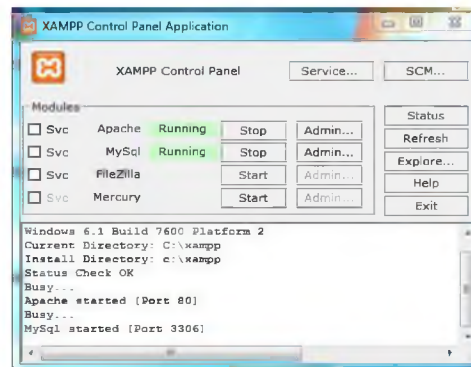 XAMPP Control Panel Application
XAMPP Control Panel
Service...
SCM...
Modules
Svc Apache Running Stop Admin...
Svc MySql Running Stop Admin...
Svc FileZilla Start Admin...
Svc Mercury Start Admin...
Status
Refresh
Explore...
Help
Exit
Windows 6.1 Build 7600 Platform 2
Current Directory: C:\xampp
Install Directory: c:\xampp
Status Check OK
Busy...
Apache started [Port 80]
Busy...
MySql started [Port 3306]